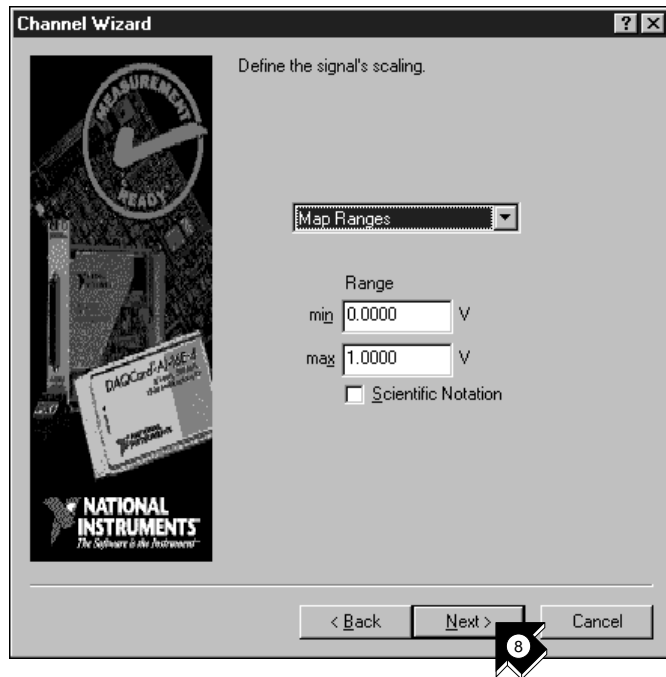 Channel Wizard
? X
Define the signal's scaling.
MEASUREMENT
READY
Map Ranges
Range
min 0.0000 V
max 1.0000 V
Scientific Notation
DAQCard-AI-16E-4
NATIONAL
INSTRUMENTS
The Software is the Instrument
< Back Next > Cancel
8